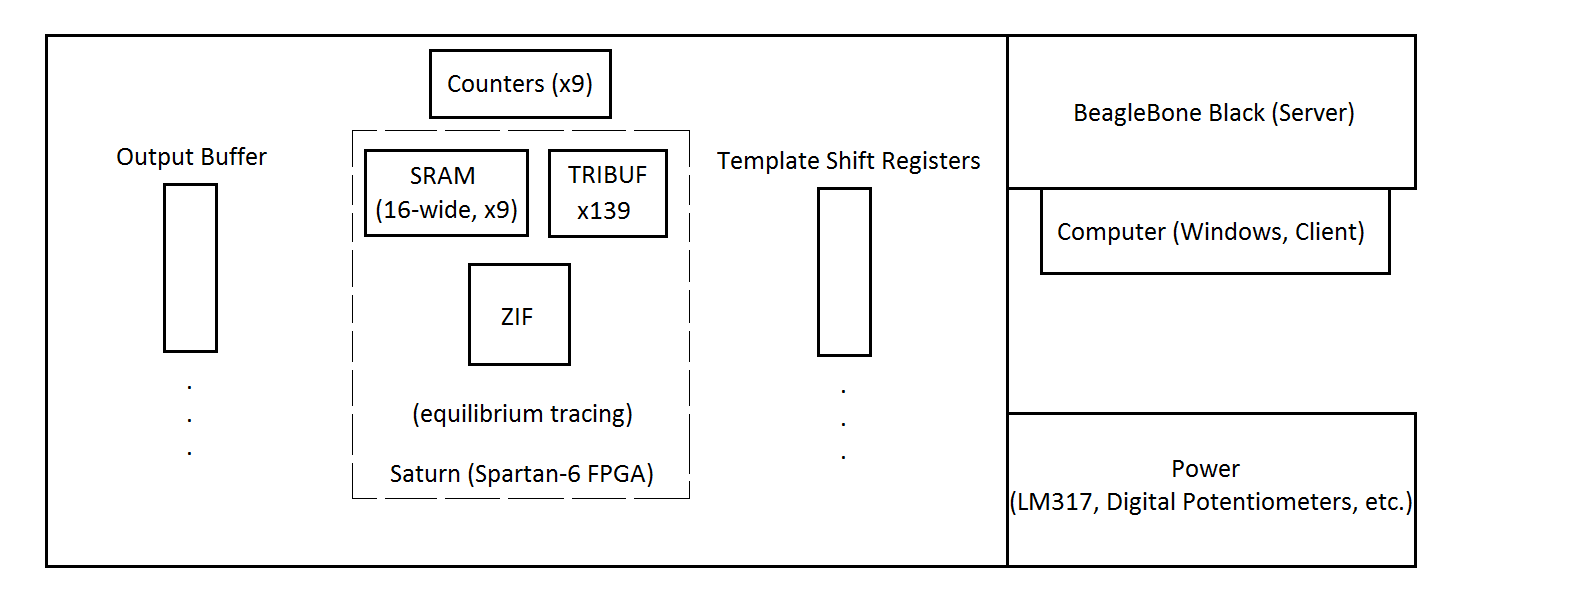 Counters (x9)
BeagleBone Black (Server)
Output Buffer
SRAM
(16-wide, x9)
TRIBUF
x139
Template Shift Registers
Computer (Windows, Client)
ZIF
(equilibrium tracing)
Saturn (Spartan-6 FPGA)
Power
(LM317, Digital Potentiometers, etc.)